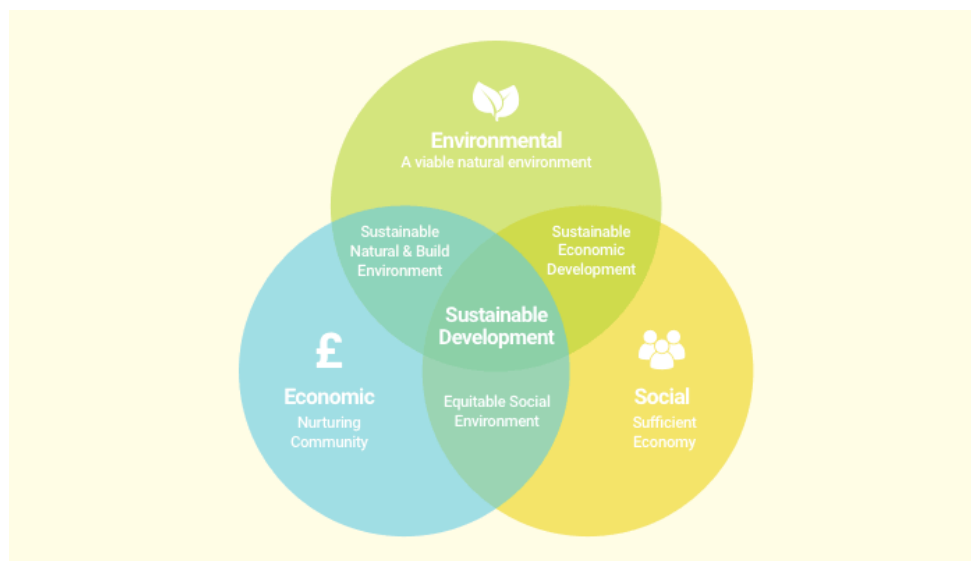 Environmental
A viable natural environment
Sustainable
Natural & Build
Environment
Sustainable
Economic
Development
Sustainable
Development
£
Economic
Nurturing
Community
Equitable Social
Environment
Social
Sufficient
Economy